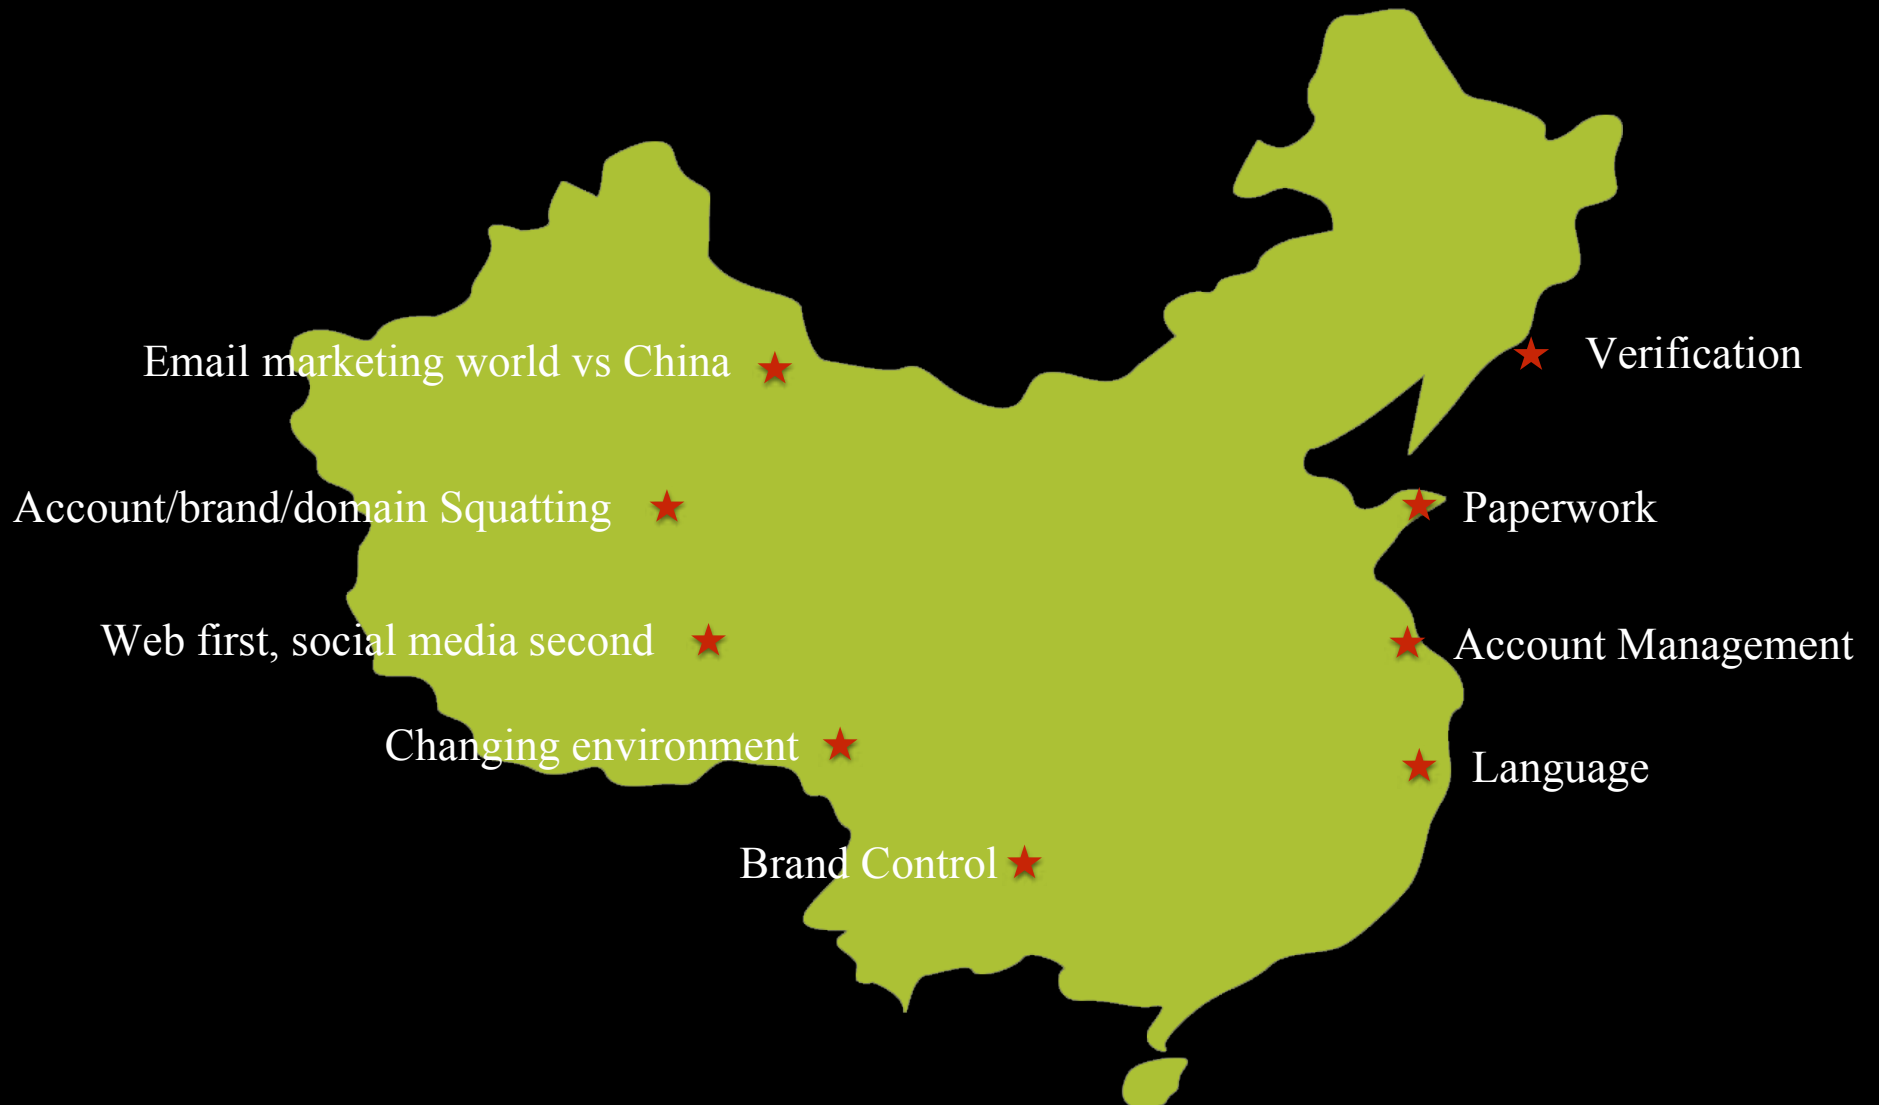 Email marketing world vs China
Verification
Account/brand/domain Squatting
Paperwork
Web first, social media second
Account Management
Changing environment
Language
Brand Control